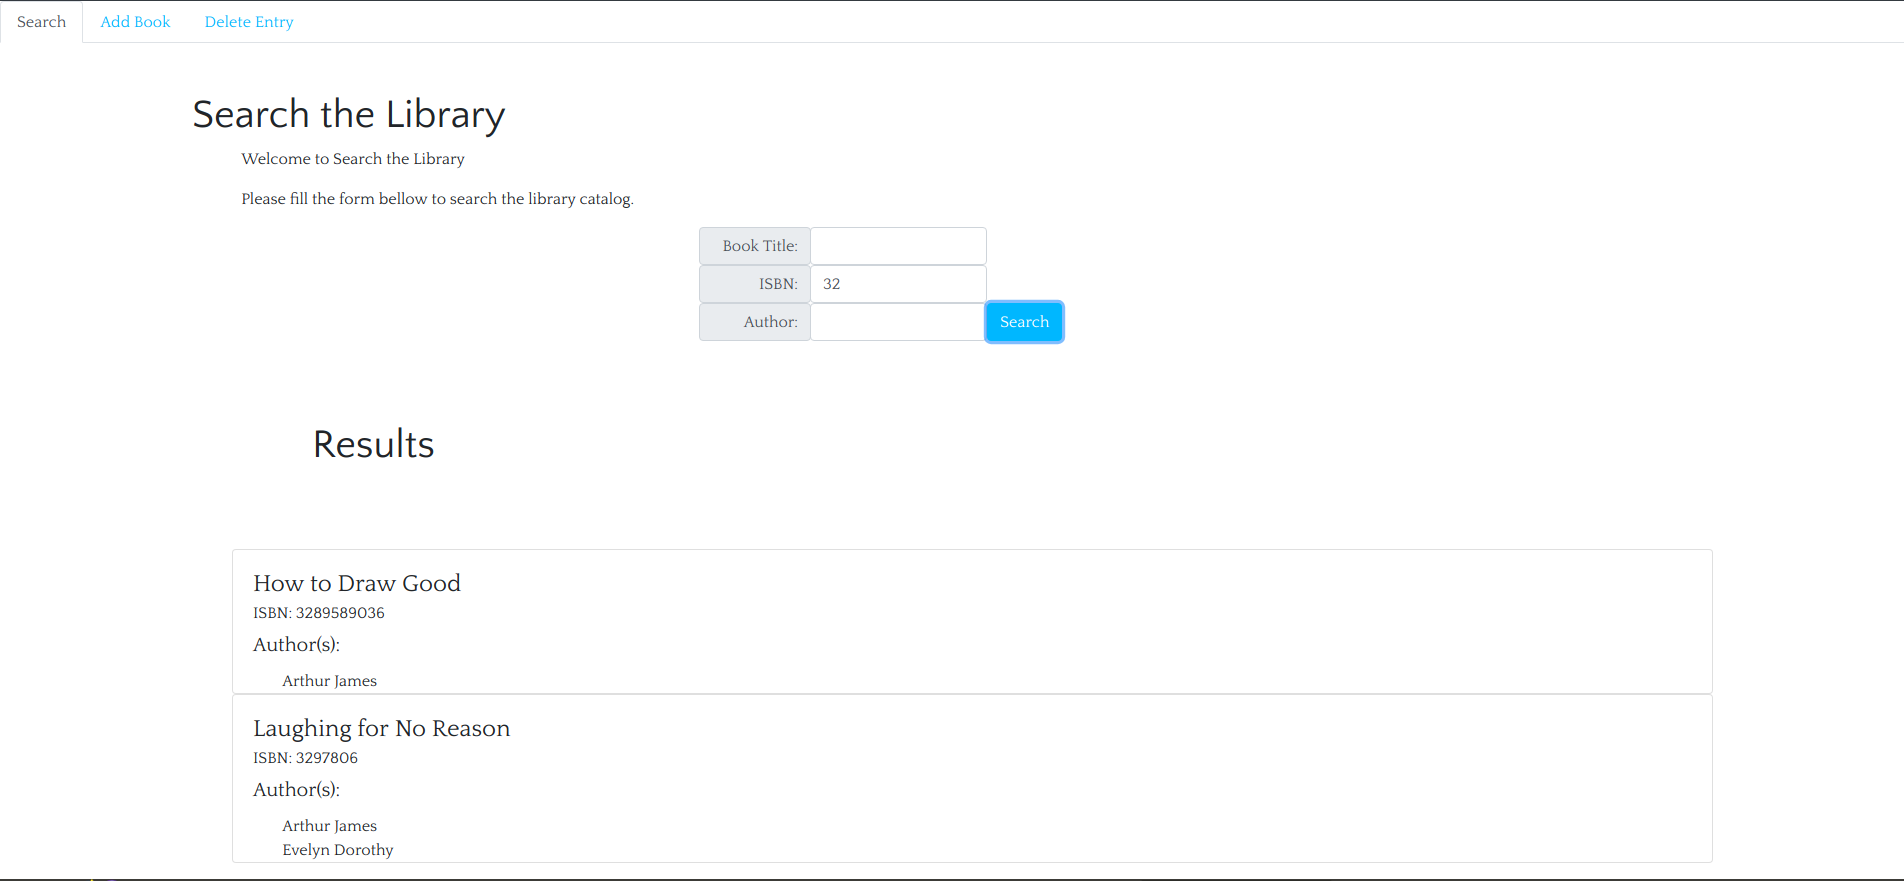 Search Add Book Delete Entry
Search the Library
Welcome to Search the Library
Please fill the form bellow to search the library catalog.
Book Title:
ISBN: 32
Author: Search
Results
How to Draw Good
ISBN: 3289589036
Author(s):
Arthur James
Laughing for No Reason
ISBN: 3297806
Author(s):
Arthur James
Evelyn Dorothy